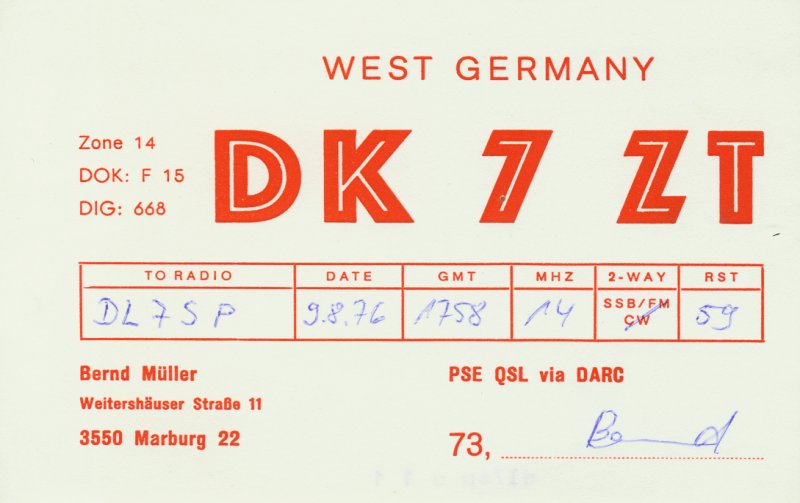 WEST GERMANY
Zone 14
DOK: F 15
DIG: 668
DK 7 ZT
TO RADIO DATE GMT MHZ 2-WAY RST
DL7SP 9.8.76 1758 14 SSB/FM CW 59
Bernd Müller
Weitershäuser Straße 11
3550 Marburg 22
PSE QSL via DARC
73, Bernd